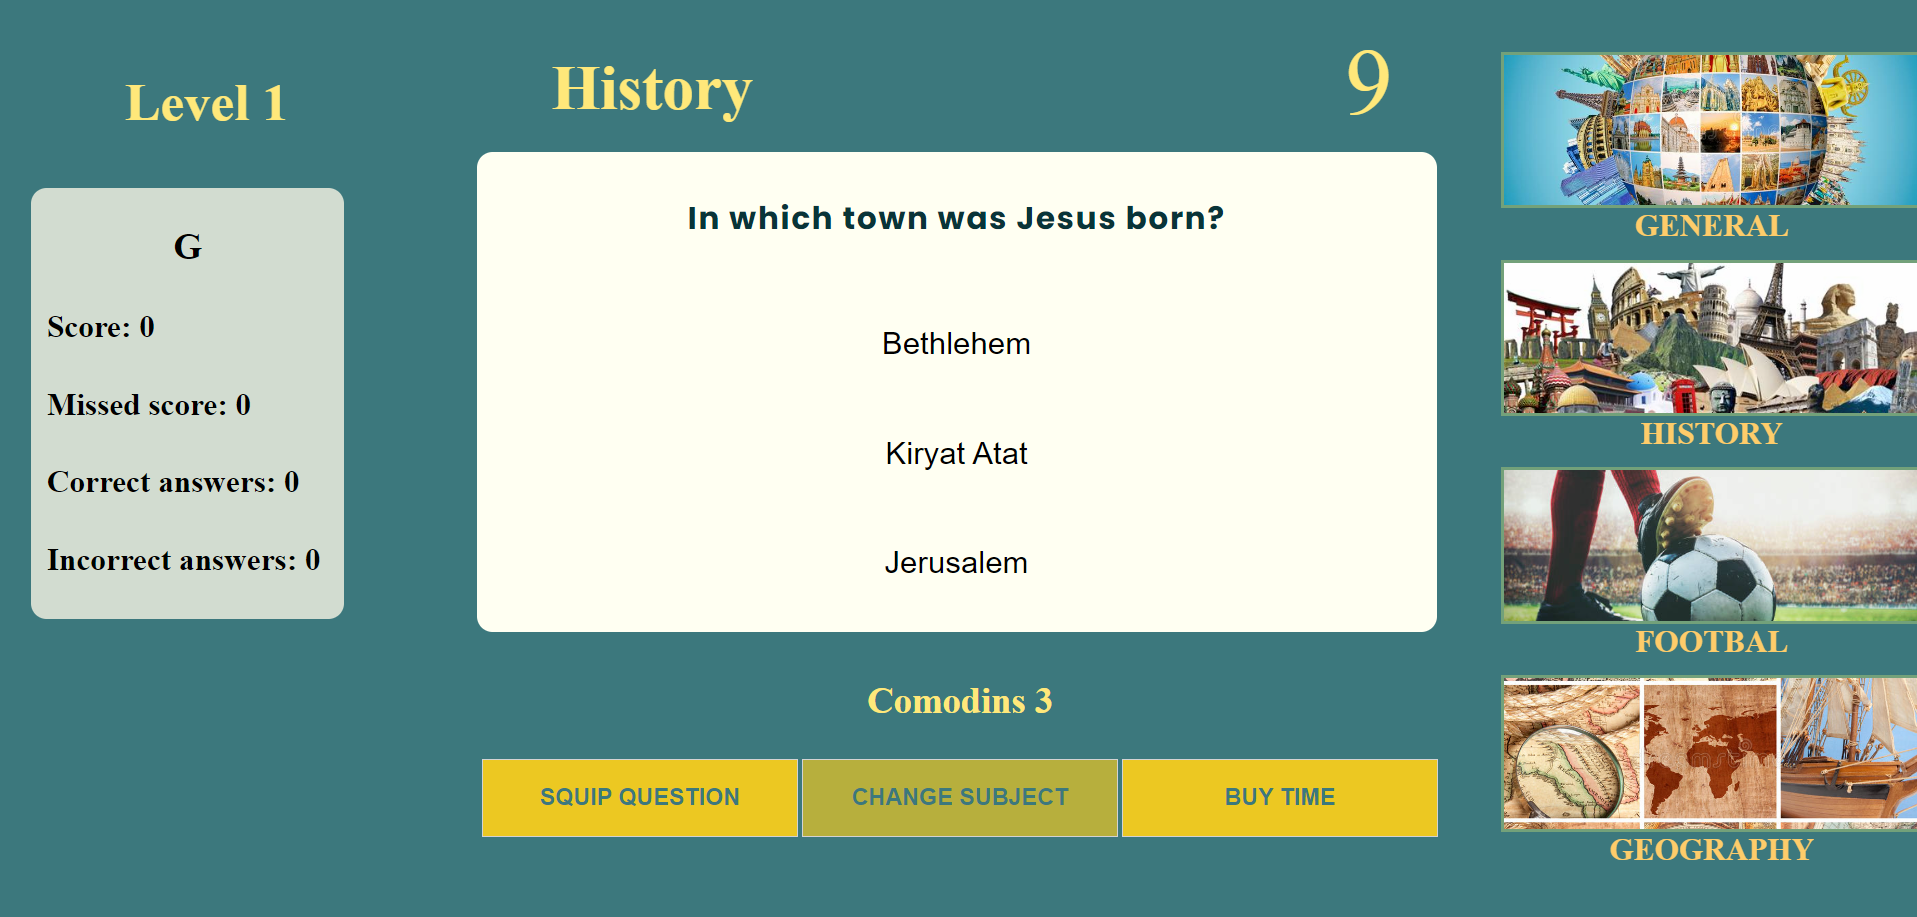 Level 1
G
Score: 0
Missed score: 0
Correct answers: 0
Incorrect answers: 0
History
9
In which town was Jesus born?
Bethlehem
Kiryat Atat
Jerusalem
Comodins 3
SQUIP QUESTION
CHANGE SUBJECT
BUY TIME
GENERAL
HISTORY
FOOTBAL
GEOGRAPHY